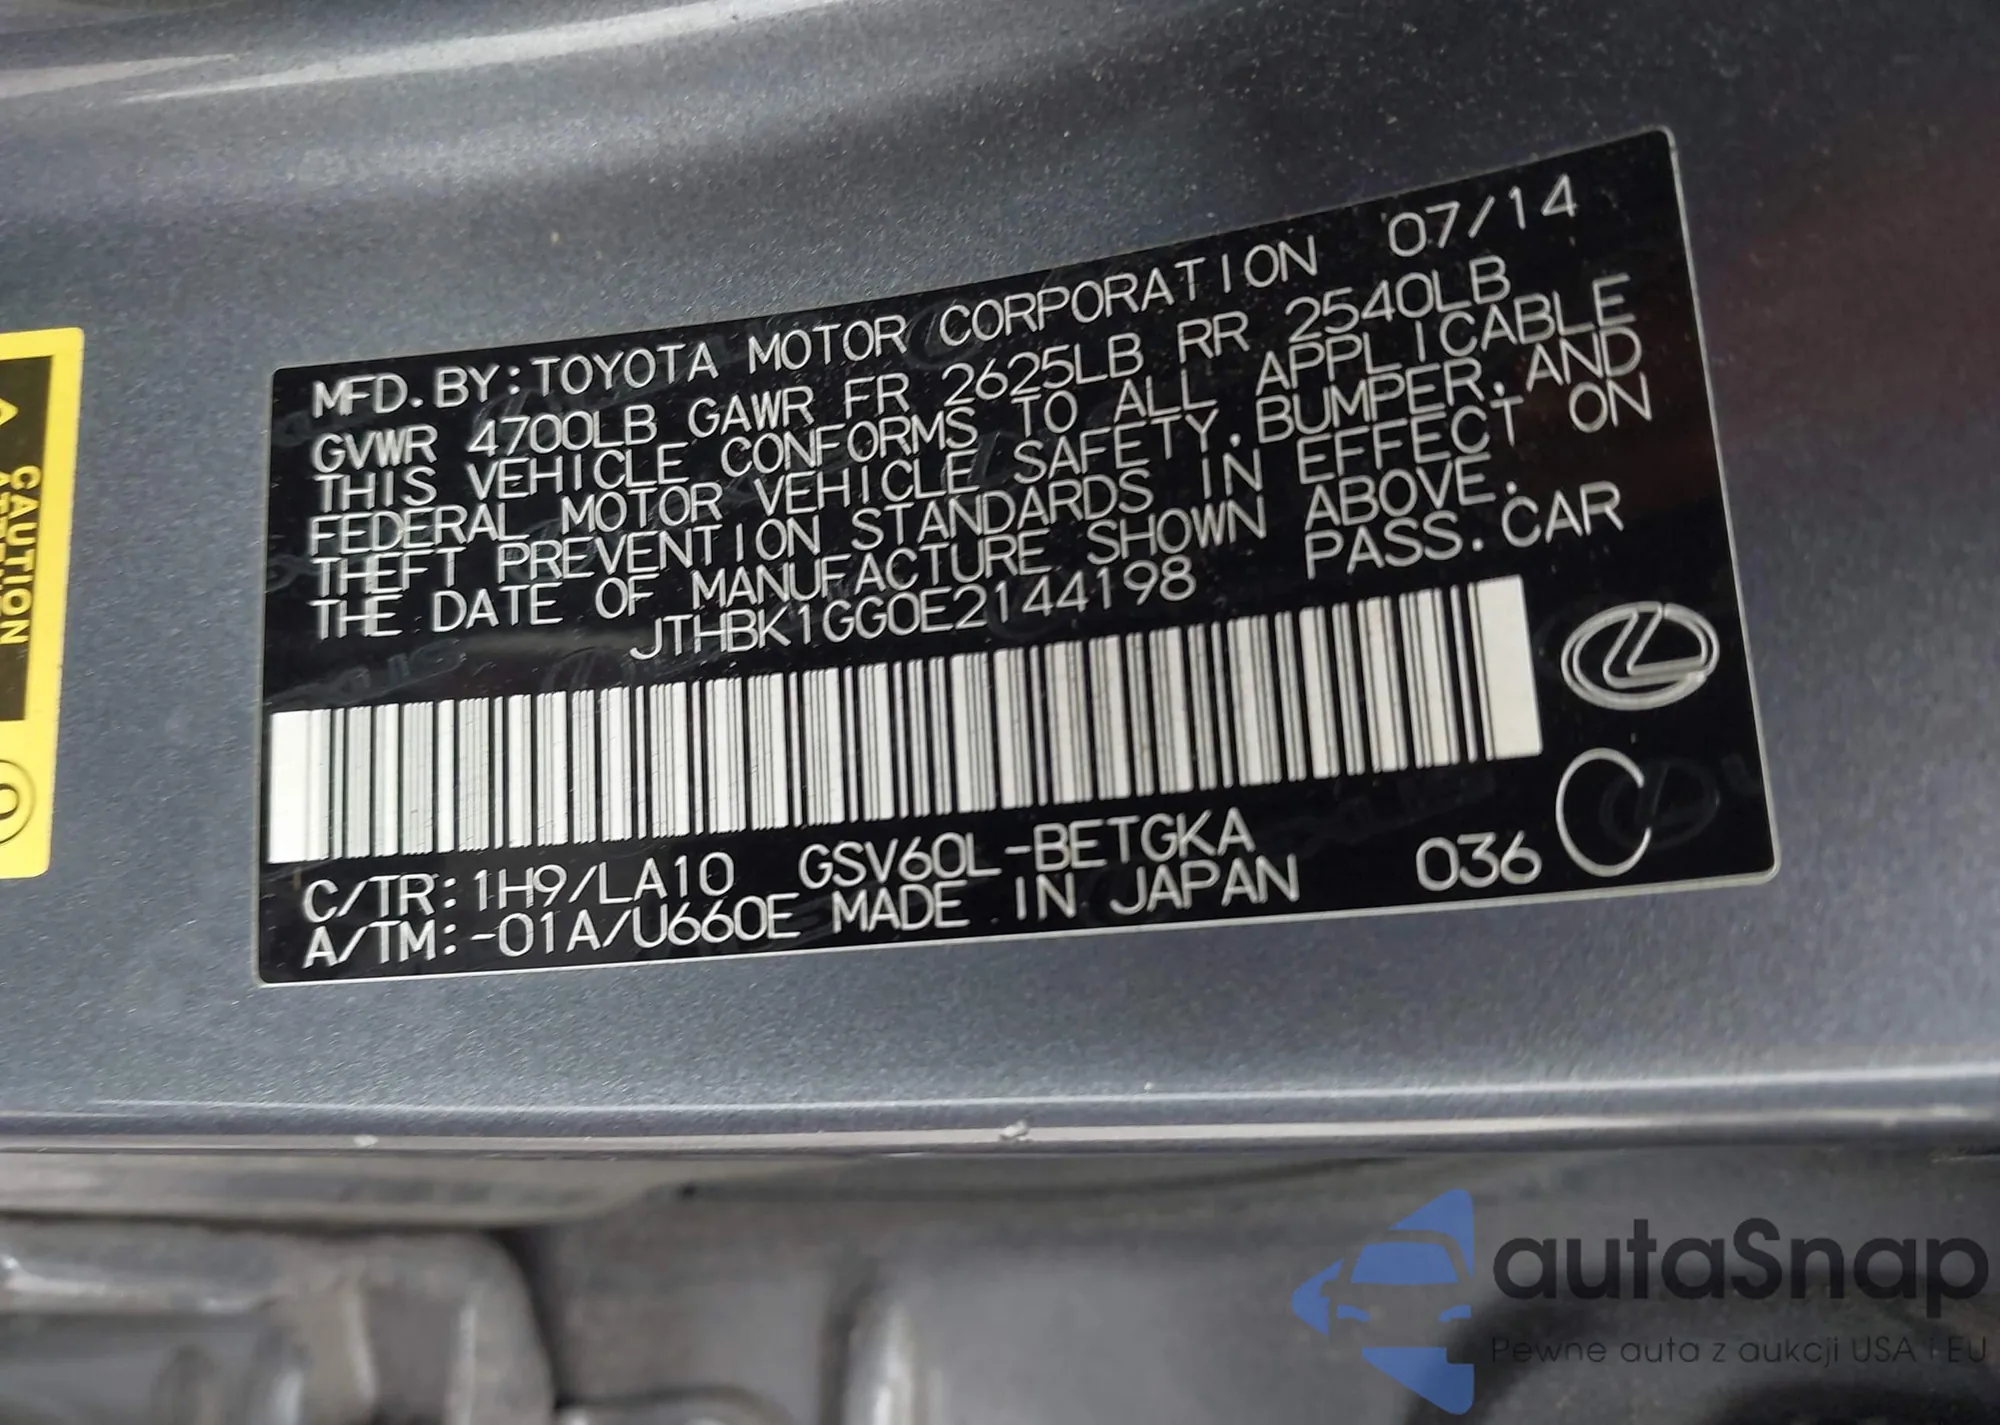 MFD. BY: TOYOTA MOTOR CORPORATION 07/14
GVWR 4700LB GAWR FR 2625LB RR 2540LB
THIS VEHICLE CONFORMS TO ALL APPLICABLE
FEDERAL MOTOR VEHICLE SAFETY, BUMPER, AND
THEFT PREVENTION STANDARDS IN EFFECT ON
THE DATE OF MANUFACTURE SHOWN ABOVE.
JTHBK1GG0E2144198 PASS. CAR
C/TR: 1H9/LA10 GSV60L-BETGKA
A/TM: -01A/U660E MADE IN JAPAN 036 C
CAUTION
autaSnap
Pewne auta z aukcji USA i EU